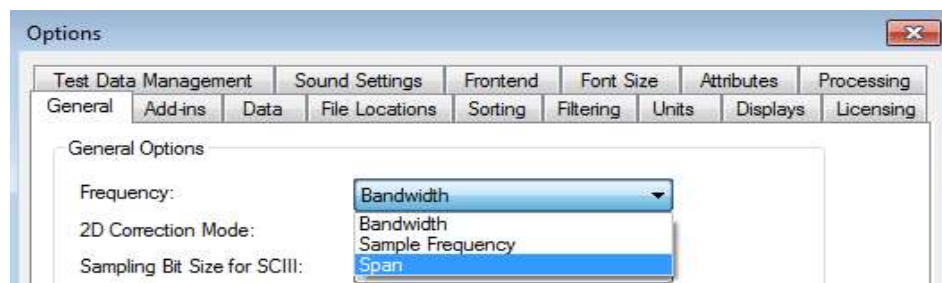 Options
Test Data Management Sound Settings Frontend Font Size Attributes Processing
General Add-ins Data File Locations Sorting Filtering Units Displays Licensing
General Options
Frequency: Bandwidth
Bandwidth
2D Correction Mode:
Sample Frequency
Sampling Bit Size for SCIII: Span